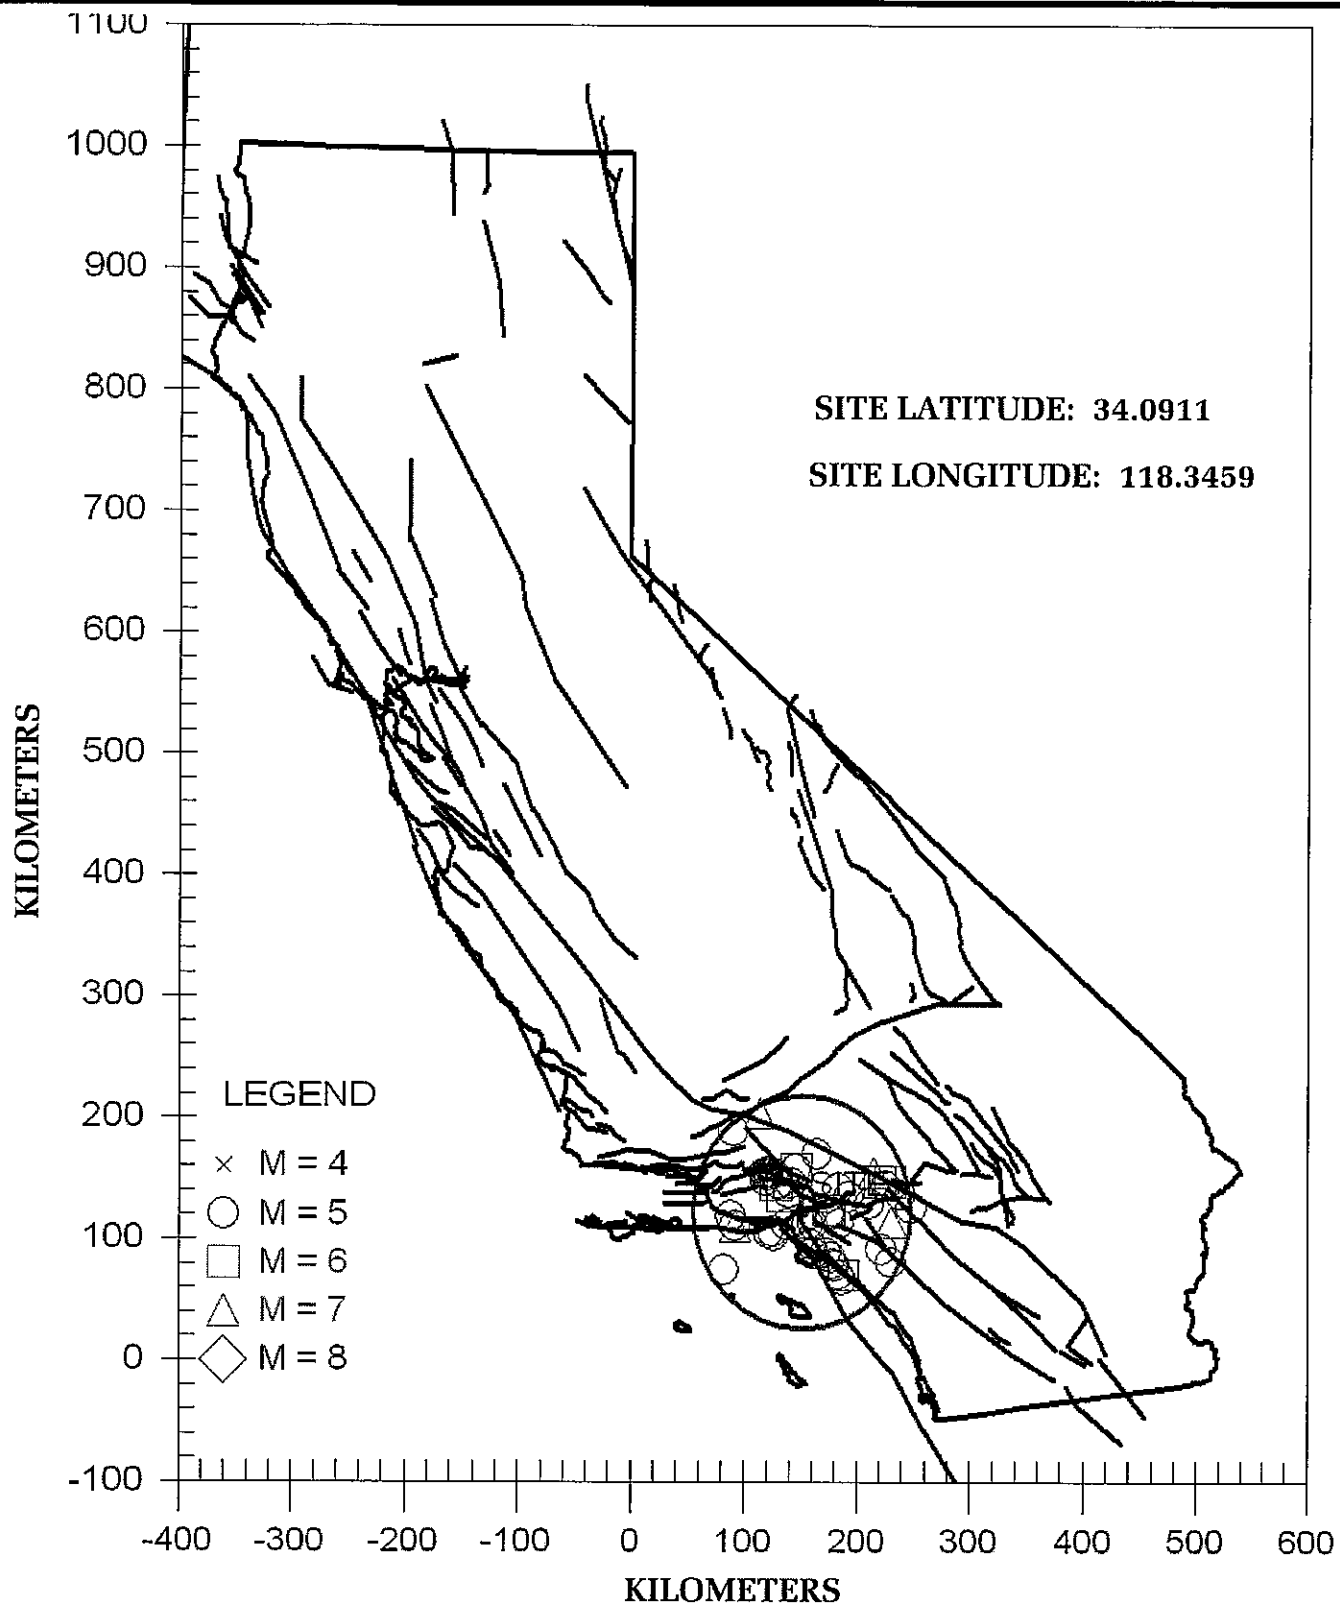 1100
1000
900
800
700
600
500
400
300
200
100
0
-100
KILOMETERS
SITE LATITUDE: 34.0911
SITE LONGITUDE: 118.3459
LEGEND
× M = 4
M = 5
M = 6
M = 7
M = 8
-400 -300 -200 -100 0 100 200 300 400 500 600
KILOMETERS